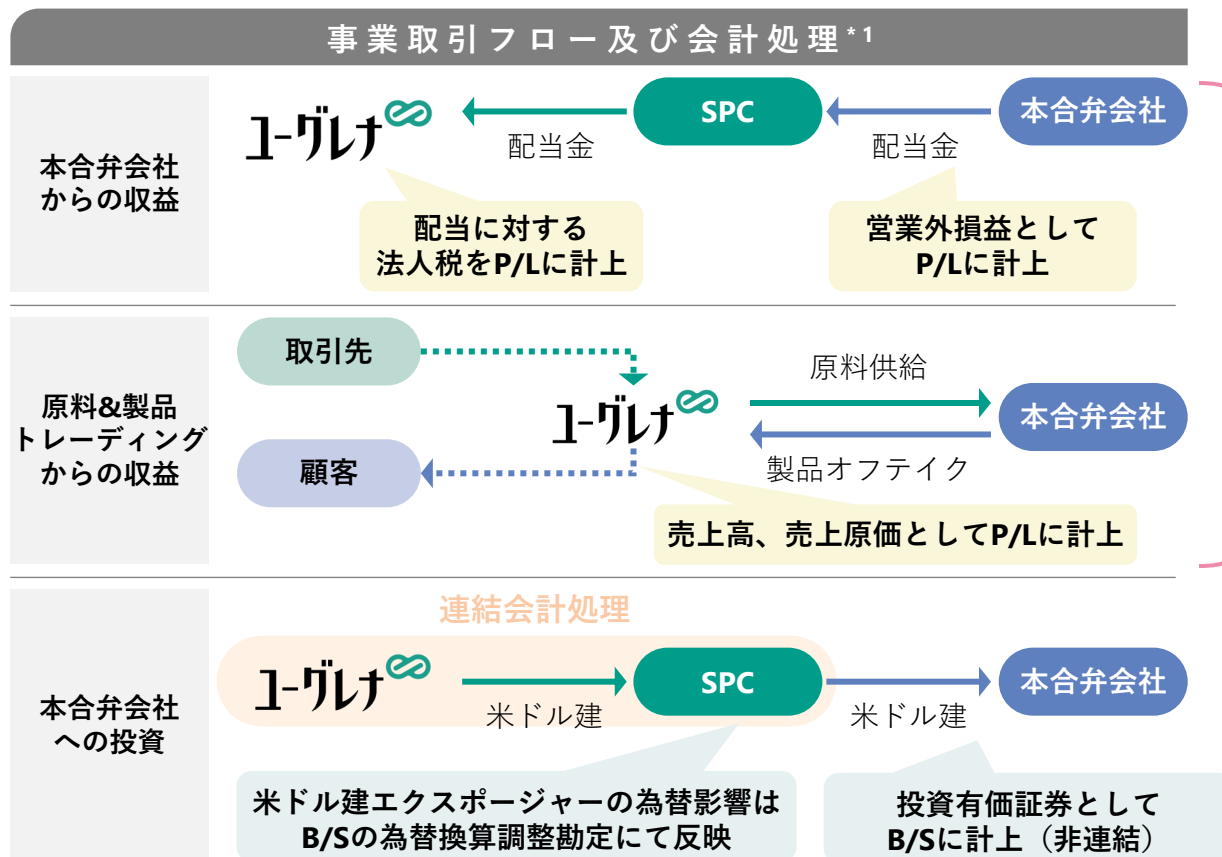 事業取引フロー及び会計処理*1
本合弁会社
からの収益
ユーグレナ
配当金
SPC
配当金
本合弁会社
配当に対する
法人税をP/Lに計上
営業外損益として
P/Lに計上
原料&製品
トレーディング
からの収益
取引先
顧客
ユーグレナ
原料供給
製品オフテイク
本合弁会社
売上高、売上原価としてP/Lに計上
本合弁会社
への投資
連結会計処理
ユーグレナ
米ドル建
SPC
米ドル建
本合弁会社
米ドル建エクスポージャーの為替影響は
B/Sの為替換算調整勘定にて反映
投資有価証券として
B/Sに計上（非連結）